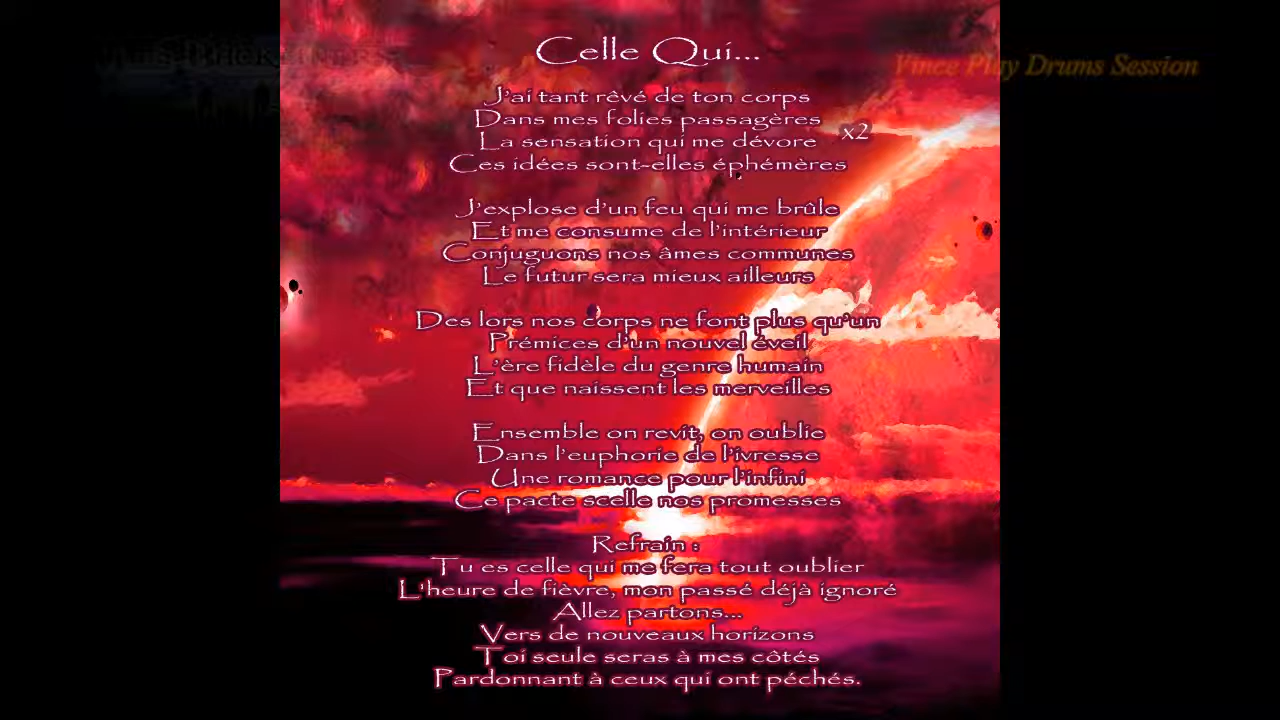 Celle Qui...
Vince Play Drums Session
J'ai tant rêvé de ton corps
Dans mes folies passagères
x2
La sensation qui me dévore
Ces idées sont-elles éphémères
J'explose d'un feu qui me brûle
Et me consume de l'intérieur
Conjuguons nos âmes communes
Le futur sera mieux ailleurs
Des lors nos corps ne font plus qu'un
Prémices d'un nouvel éveil
L'ère fidèle du genre humain
Et que naissent les merveilles
Ensemble on revit, on oublie
Dans l'euphorie de l'ivresse
Une romance pour l'infini
Ce pacte scelle nos promesses
Refrain :
Tu es celle qui me fera tout oublier
L'heure de fièvre, mon passé déjà ignoré
Allez partons...
Vers de nouveaux horizons
Toi seule seras à mes côtés
Pardonnant à ceux qui ont péchés.